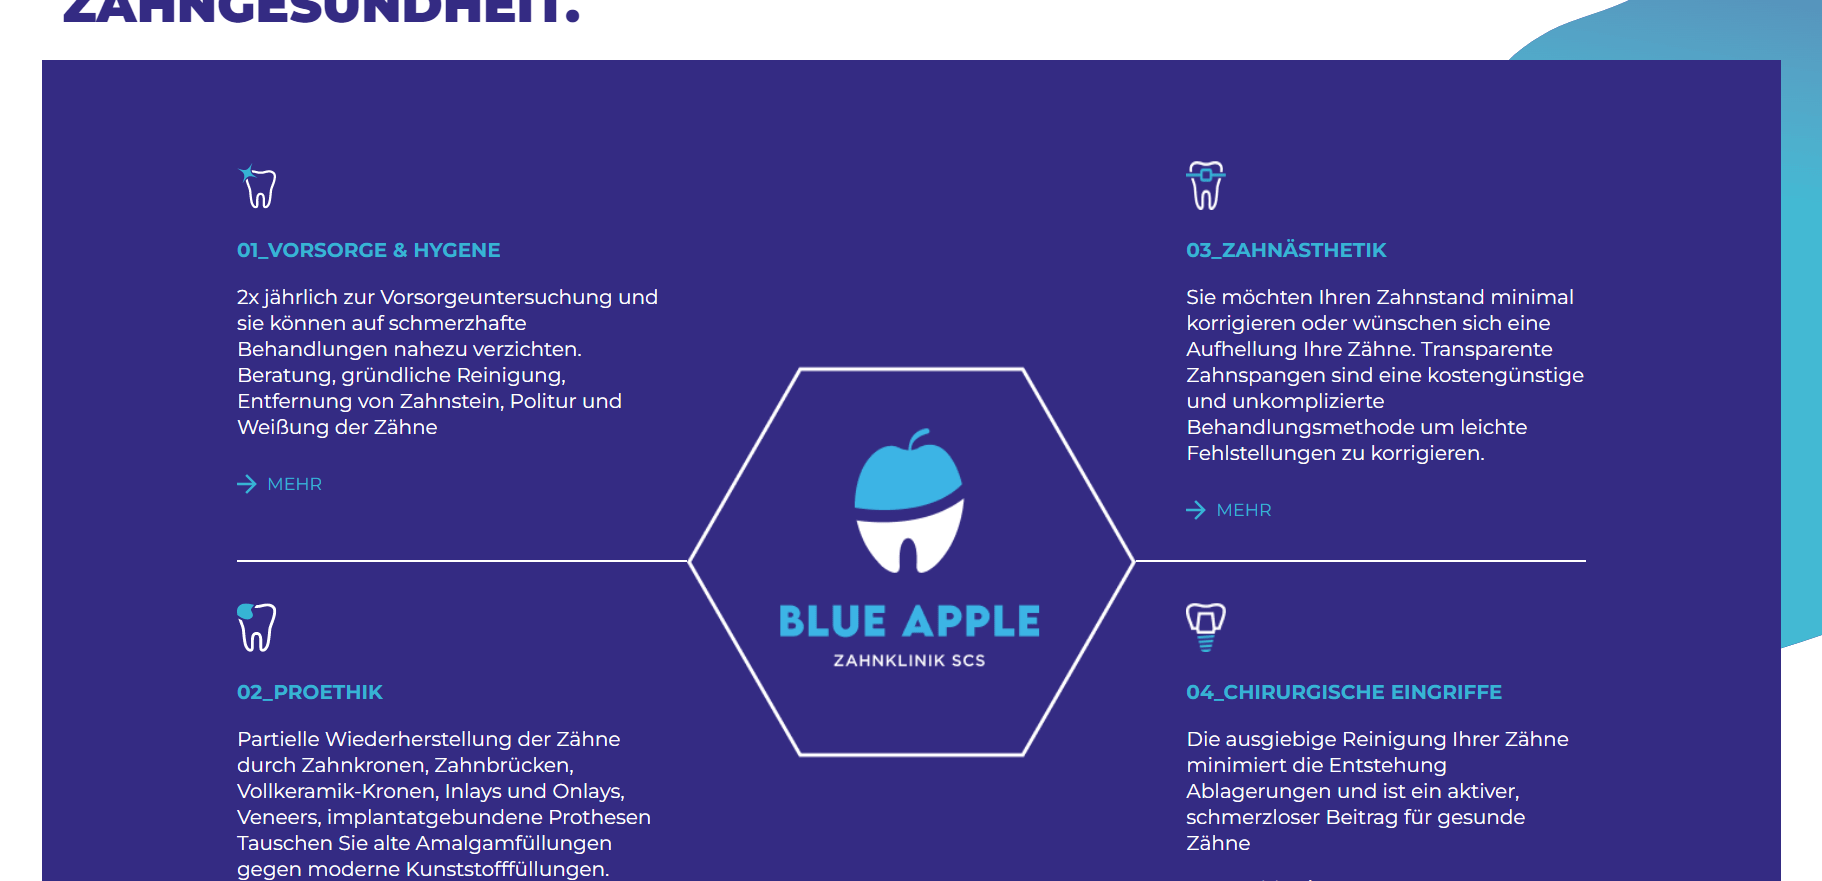 ZAHNGESUNDHEIT.
01_VORSORGE & HYGENE
2x jährlich zur Vorsorgeuntersuchung und
sie können auf schmerzhafte
Behandlungen nahezu verzichten.
Beratung, gründliche Reinigung,
Entfernung von Zahnstein, Politur und
Weißung der Zähne
MEHR
02_PROETHIK
Partielle Wiederherstellung der Zähne
durch Zahnkronen, Zahnbrücken,
Vollkeramik-Kronen, Inlays und Onlays,
Veneers, implantatgebundene Prothesen
Tauschen Sie alte Amalgamfüllungen
gegen moderne Kunststofffüllungen.
BLUE APPLE
ZAHNKLINIK SCS
03_ZAHNÄSTHETIK
Sie möchten Ihren Zahnstand minimal
korrigieren oder wünschen sich eine
Aufhellung Ihre Zähne. Transparente
Zahnspangen sind eine kostengünstige
und unkomplizierte
Behandlungsmethode um leichte
Fehlstellungen zu korrigieren.
MEHR
04_CHIRURGISCHE EINGRIFFE
Die ausgiebige Reinigung Ihrer Zähne
minimiert die Entstehung
Ablagerungen und ist ein aktiver,
schmerzloser Beitrag für gesunde
Zähne